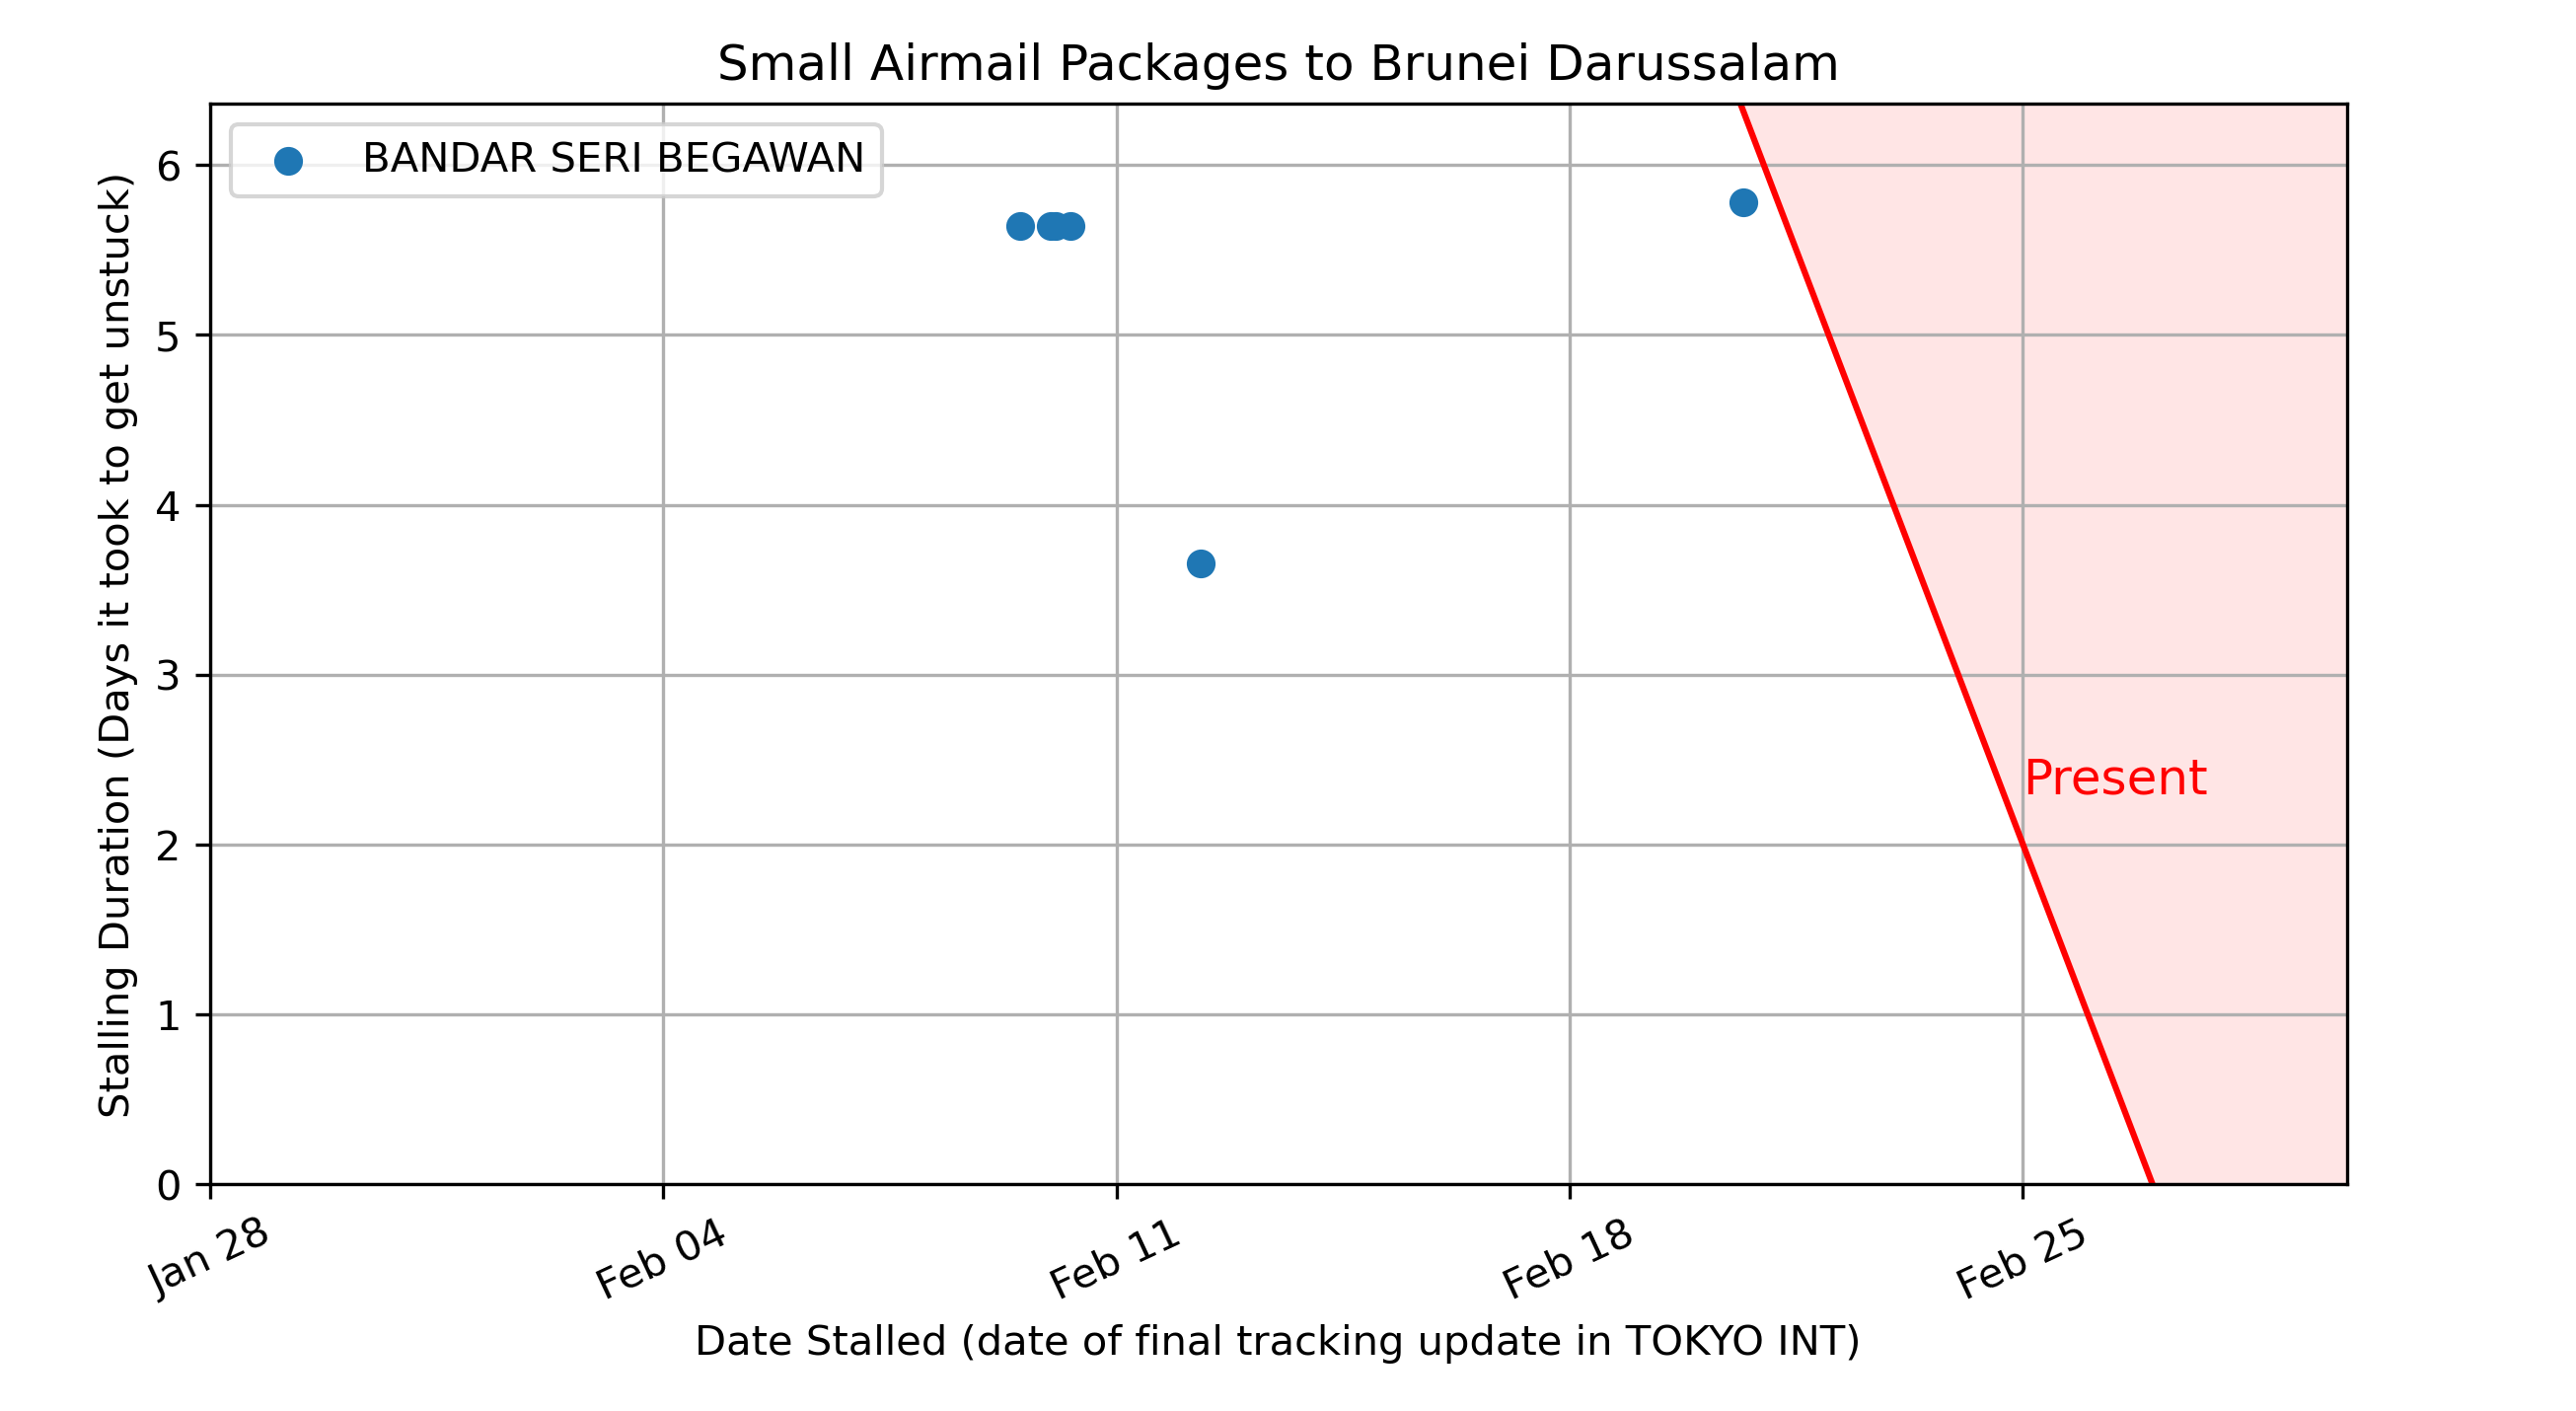 Small Airmail Packages to Brunei Darussalam
BANDAR SERI BEGAWAN
Stalling Duration (Days it took to get unstuck)
6
5
4
3
2
1
0
Present
Jan 28
Feb 04
Feb 11
Feb 18
Feb 25
Date Stalled (date of final tracking update in TOKYO INT)